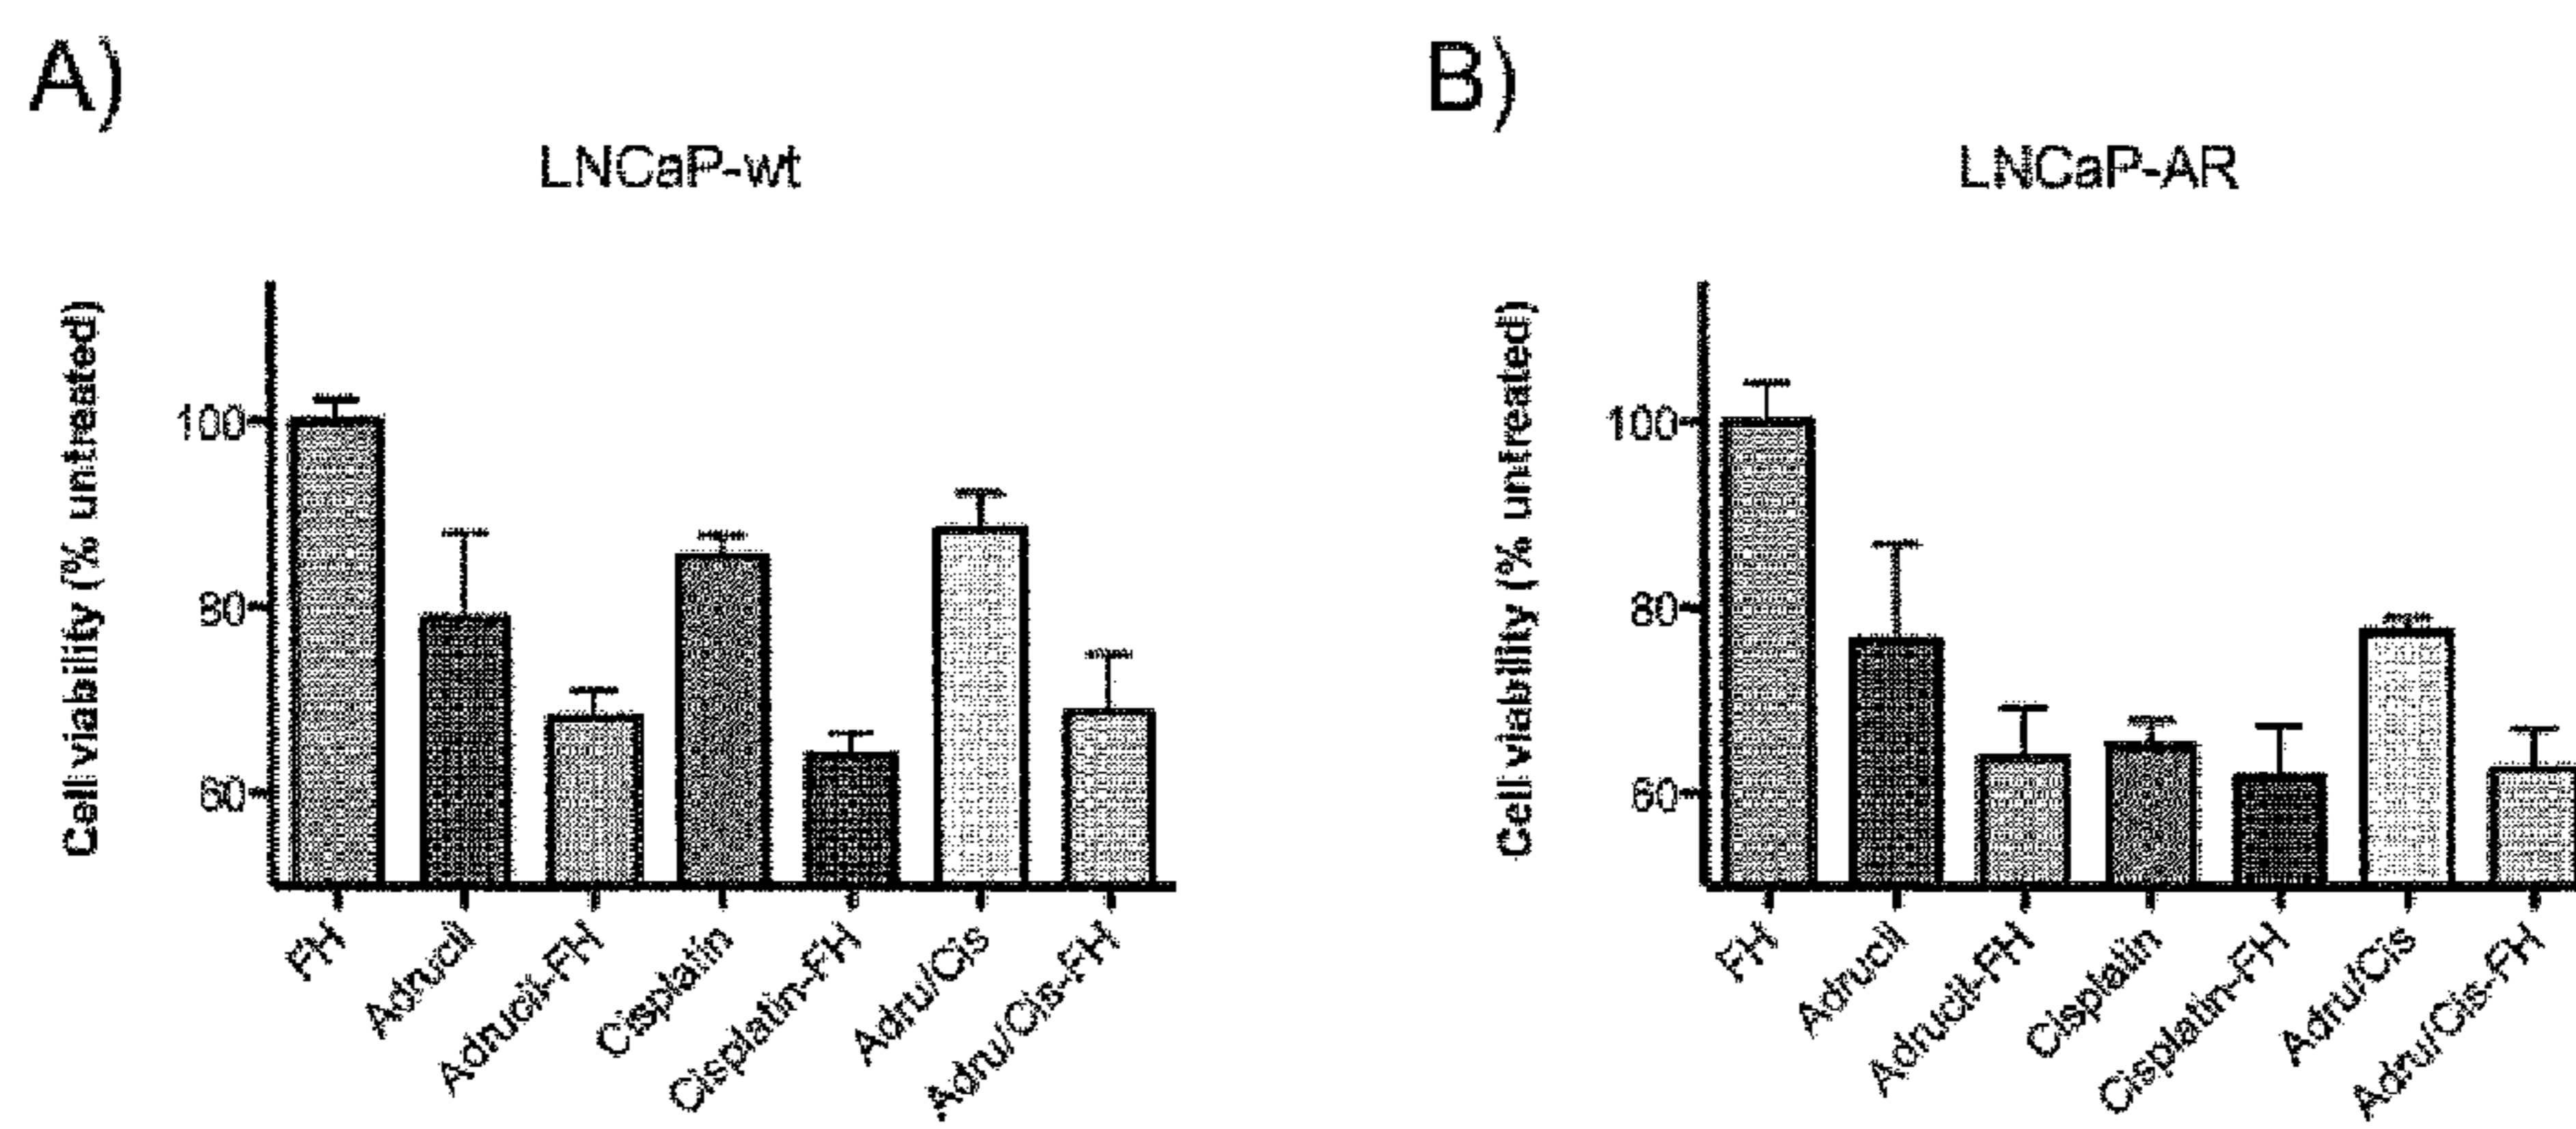 A)
LNCaP-wt
Cell viability (% untreated)
100
80
60
FH
Adrucil
Adrucil-FH
Cisplatin
Cisplatin-FH
Adru/Cis
Adru/Cis-FH
B)
LNCaP-AR
Cell viability (% untreated)
100
80
60
FH
Adrucil
Adrucil-FH
Cisplatin
Cisplatin-FH
Adru/Cis
Adru/Cis-FH